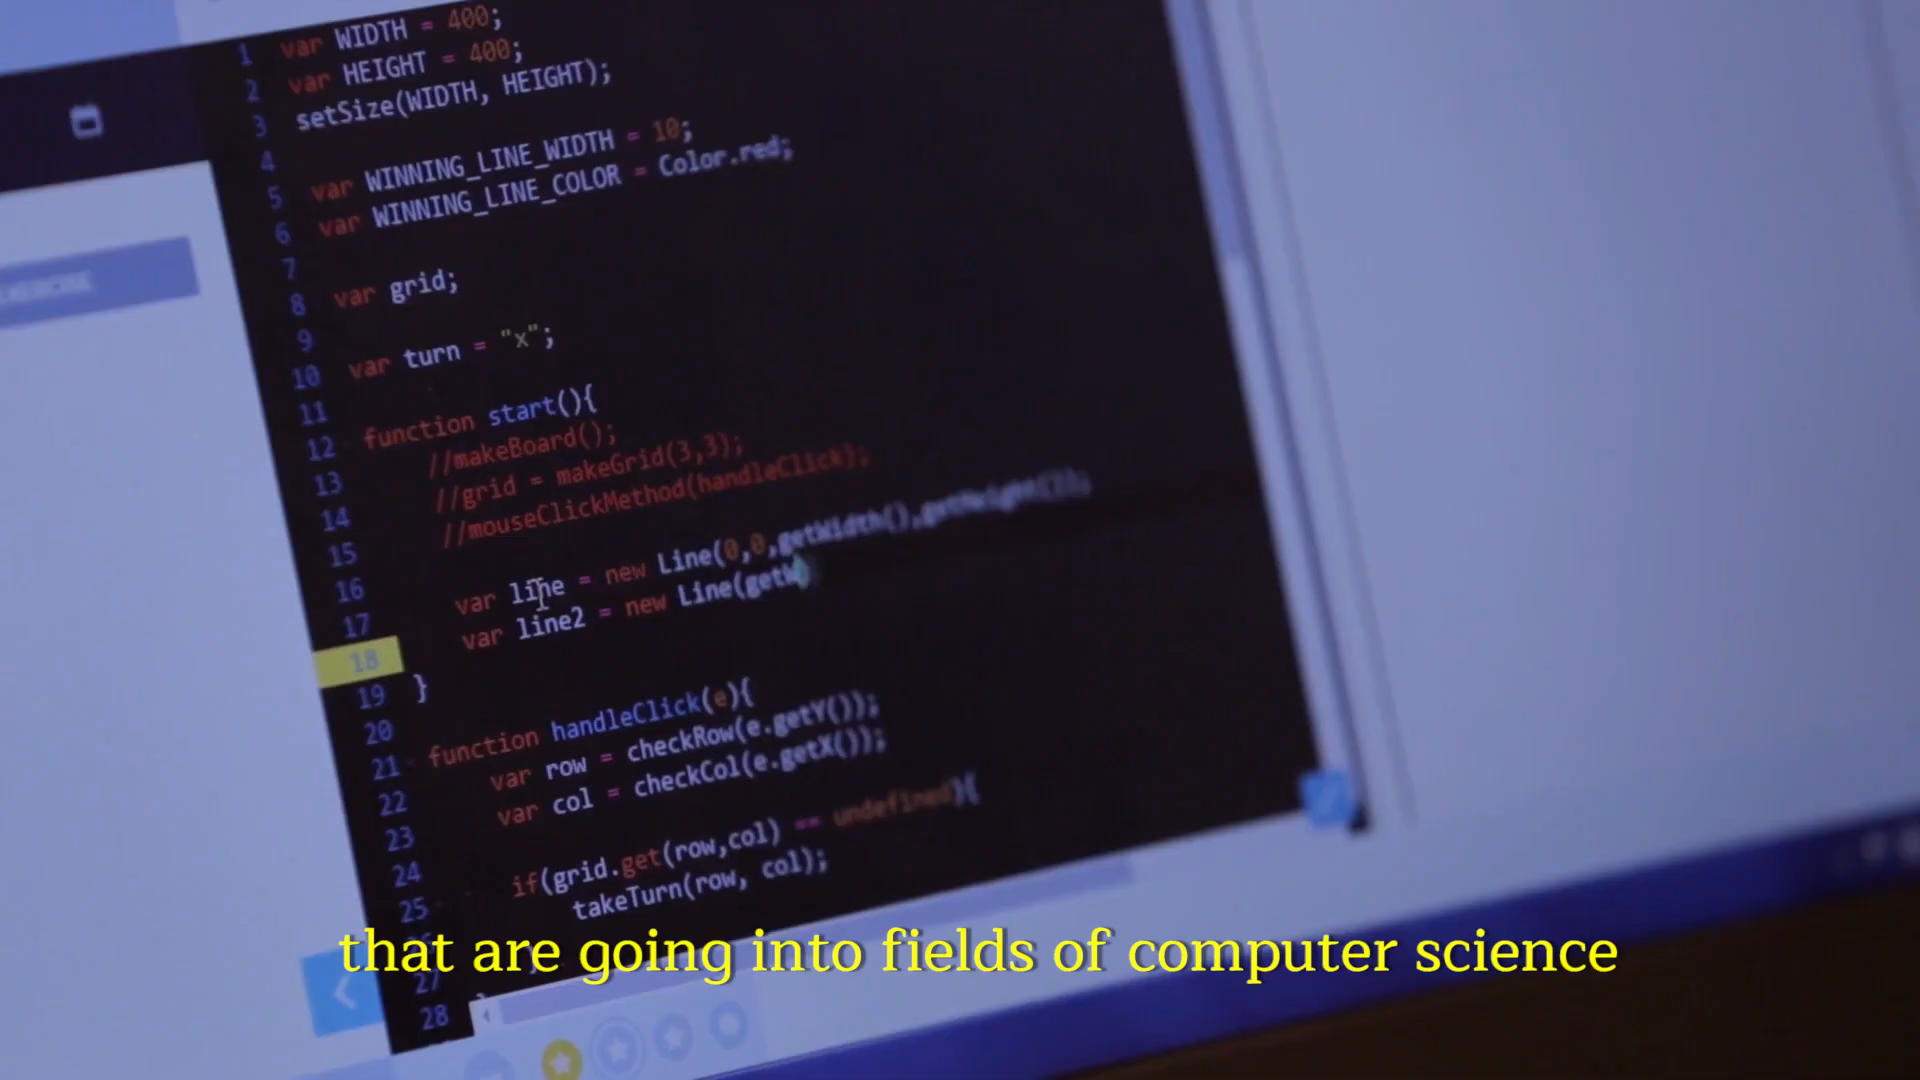 1 var WIDTH = 400;
2 var HEIGHT = 400;
3 setSize(WIDTH, HEIGHT);
4
5 var WINNING_LINE_WIDTH = 10;
6 var WINNING_LINE_COLOR = Color.red;
7
8 var grid;
9
10 var turn = "x";
11
12 function start(){
13 //makeBoard();
14 //grid = makeGrid(3,3);
15 //mouseClickMethod(handleClick);
16
17 var line = new Line(0,0,getWidth(),getHeight());
18 var line2 = new Line(getW)
19 }
20
21 function handleClick(e){
22 var row = checkRow(e.getY());
23 var col = checkCol(e.getX());
24
25 if(grid.get(row,col) == undefined){
takeTurn(row, col);
27
28
that are going into fields of computer science